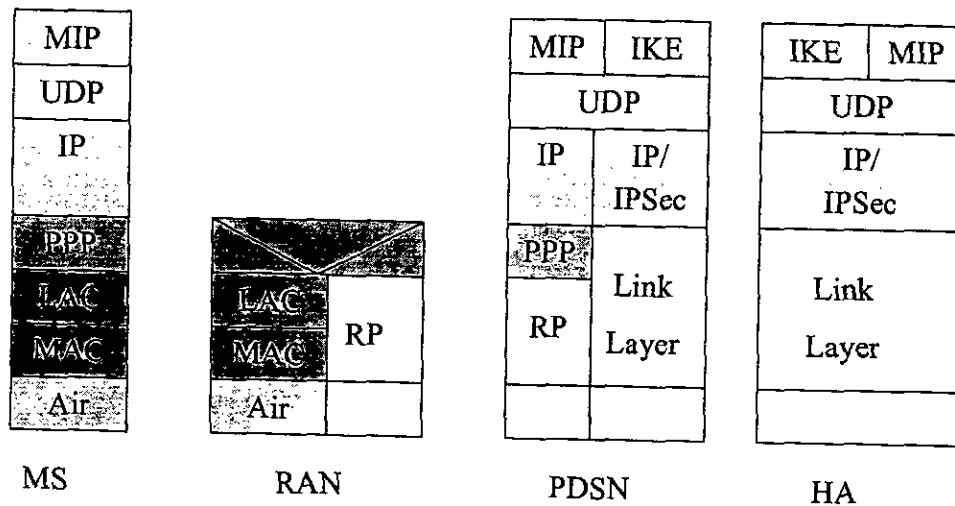 MIP
UDP
IP
PPP
LAC
MAC
Air
MS
LAC
MAC
RP
Air
RAN
MIP IKE
UDP
IP
IP/
IPSec
PPP
RP
Link
Layer
PDSN
IKE MIP
UDP
IP/
IPSec
Link
Layer
HA